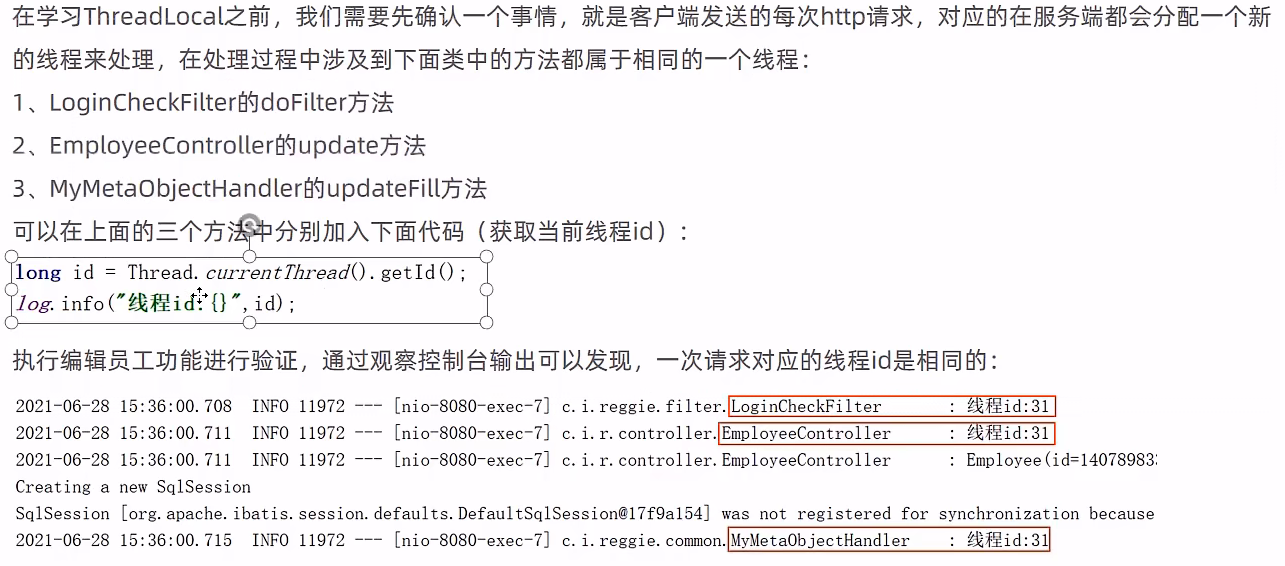 在学习ThreadLocal之前，我们需要先确认一个事情，就是客户端发送的每次http请求，对应的在服务端都会分配一个新
的线程来处理，在处理过程中涉及到下面类中的方法都属于相同的一个线程：
1、LoginCheckFilter的doFilter方法
2、EmployeeController的update方法
3、MyMetaObjectHandler的updateFill方法
可以在上面的三个方法中分别加入下面代码（获取当前线程id）：
long id = Thread.currentThread().getId();
log.info("线程id:{}",id);
执行编辑员工功能进行验证，通过观察控制台输出可以发现，一次请求对应的线程id是相同的：
2021-06-28 15:36:00.708  INFO 11972 --- [nio-8080-exec-7] c.i.reggie.filter.LoginCheckFilter       : 线程id:31
2021-06-28 15:36:00.711  INFO 11972 --- [nio-8080-exec-7] c.i.r.controller.EmployeeController      : 线程id:31
2021-06-28 15:36:00.711  INFO 11972 --- [nio-8080-exec-7] c.i.r.controller.EmployeeController      : Employee(id=14078983
Creating a new SqlSession
SqlSession [org.apache.ibatis.session.defaults.DefaultSqlSession@17f9a154] was not registered for synchronization because
2021-06-28 15:36:00.715  INFO 11972 --- [nio-8080-exec-7] c.i.reggie.common.MyMetaObjectHandler    : 线程id:31